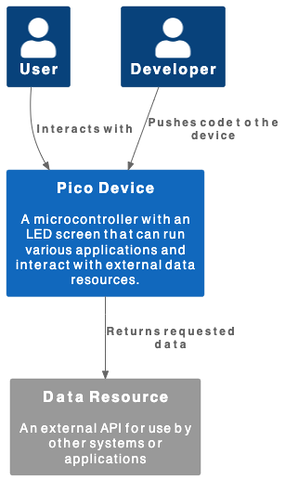 User
Developer
Interacts with
Pushes code to the
device
Pico Device
A microcontroller with an
LED screen that can run
various applications and
interact with external data
resources.
Returns requested
data
Data Resource
An external API for use by
other systems or
applications